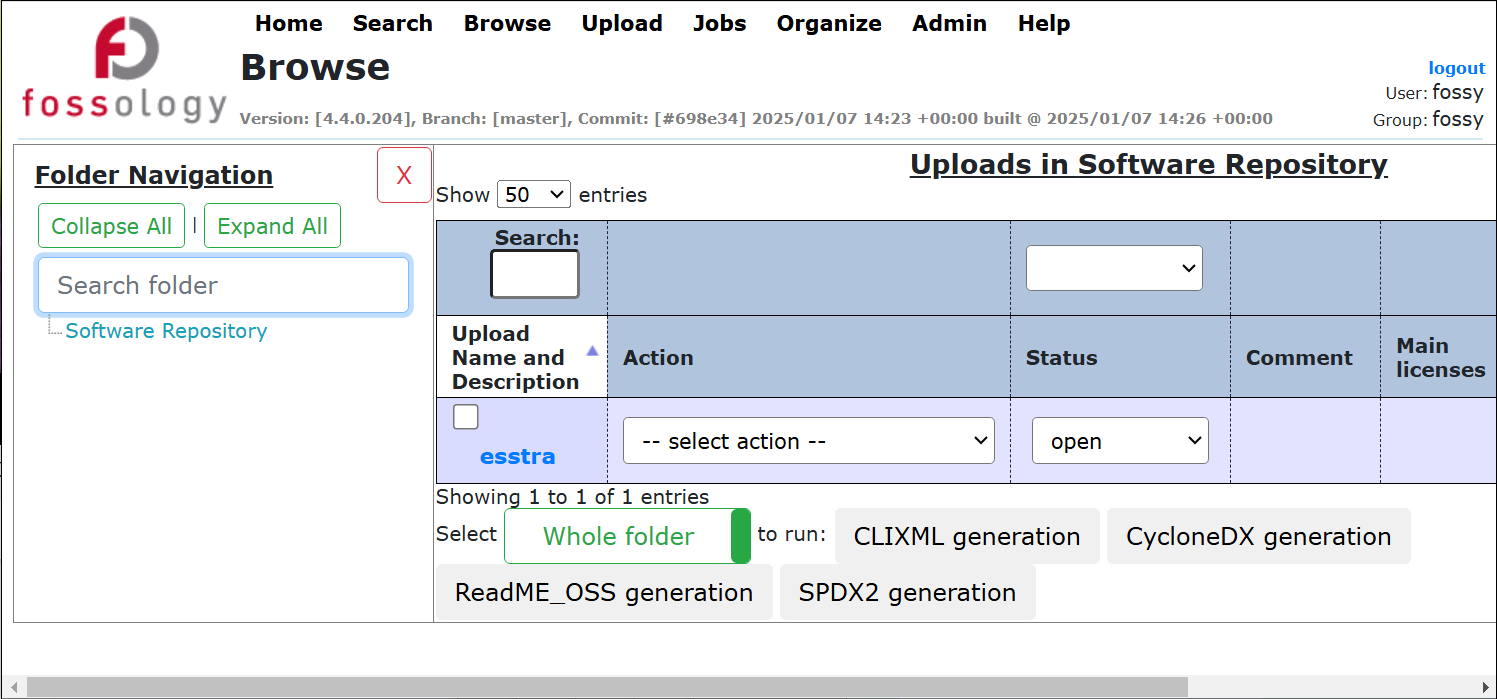 Home Search Browse Upload Jobs Organize Admin Help
fossology
Browse
Version: [4.4.0.204], Branch: [master], Commit: [#698e34] 2025/01/07 14:23 +00:00 built @ 2025/01/07 14:26 +00:00
logout
User: fossy
Group: fossy
Folder Navigation
X
Collapse All | Expand All
Search folder
Software Repository
Uploads in Software Repository
Show 50 entries
Search:
Upload Name and Description
Action
Status
Comment
Main licenses
esstra
-- select action --
open
Showing 1 to 1 of 1 entries
Select Whole folder to run: CLIXML generation CycloneDX generation
ReadME_OSS generation SPDX2 generation